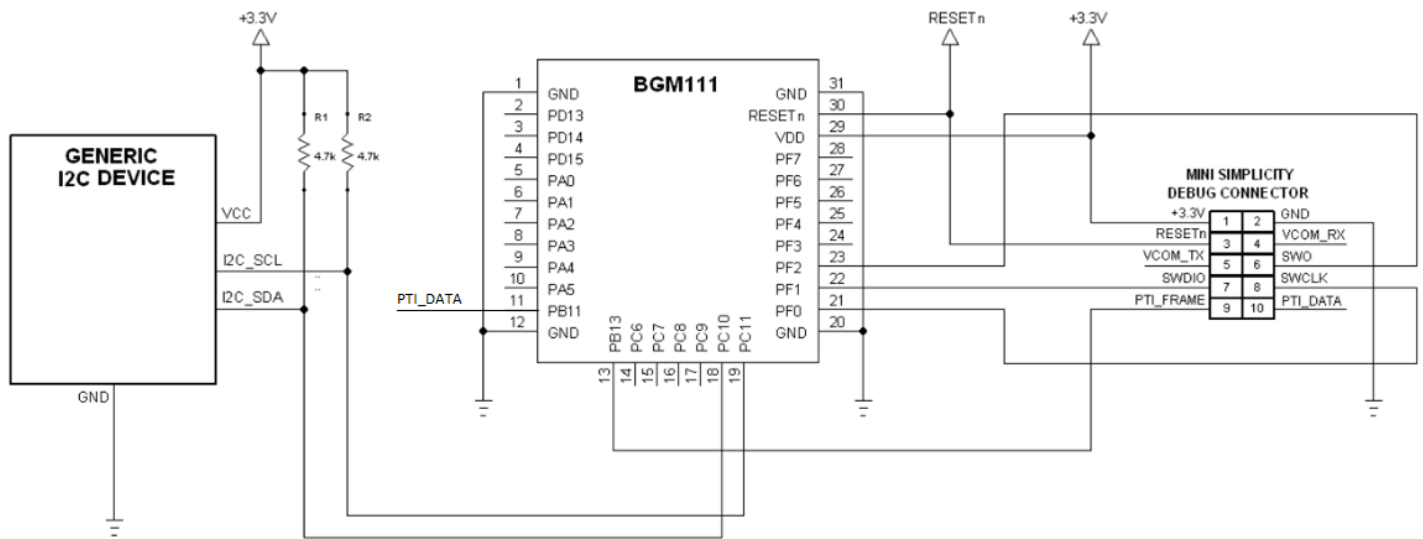 +3.3V
RESETn
+3.3V
R1
R2
4.7k
4.7k
GENERIC
I2C DEVICE
VCC
I2C_SCL
I2C_SDA
GND
BGM111
1
GND
2
PD13
3
PD14
4
PD15
5
PA0
6
PA1
7
PA2
8
PA3
9
PA4
10
PA5
PTI_DATA
11
PB11
12
GND
13
PB13
14
PC6
15
PC7
16
PC8
17
PC9
18
PC10
19
PC11
31
GND
30
RESETn
29
VDD
28
PF7
27
PF6
26
PF5
25
PF4
24
PF3
23
PF2
22
PF1
21
PF0
20
GND
MINI SIMPLICITY
DEBUG CONNECTOR
+3.3V
1
2
GND
RESETn
3
4
VCOM_RX
VCOM_TX
5
6
SWO
SWDIO
7
8
SWCLK
PTI_FRAME
9
10
PTI_DATA